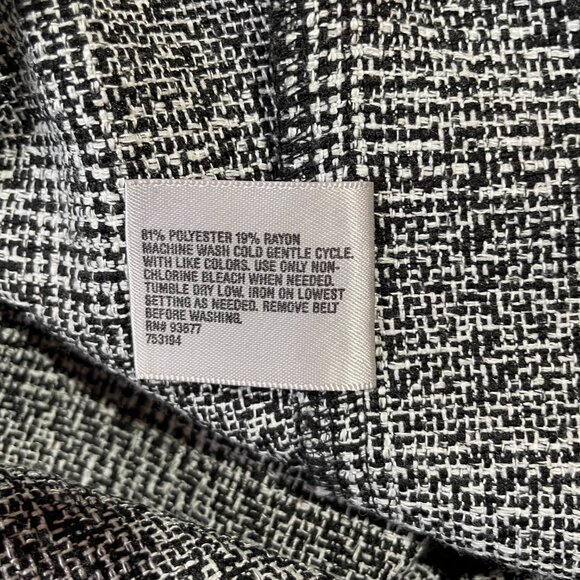 81% POLYESTER 19% RAYON
MACHINE WASH COLD GENTLE CYCLE.
WITH LIKE COLORS. USE ONLY NON-
CHLORINE BLEACH WHEN NEEDED.
TUMBLE DRY LOW. IRON ON LOWEST
SETTING AS NEEDED. REMOVE BELT
BEFORE WASHING.
RN# 93677
753194